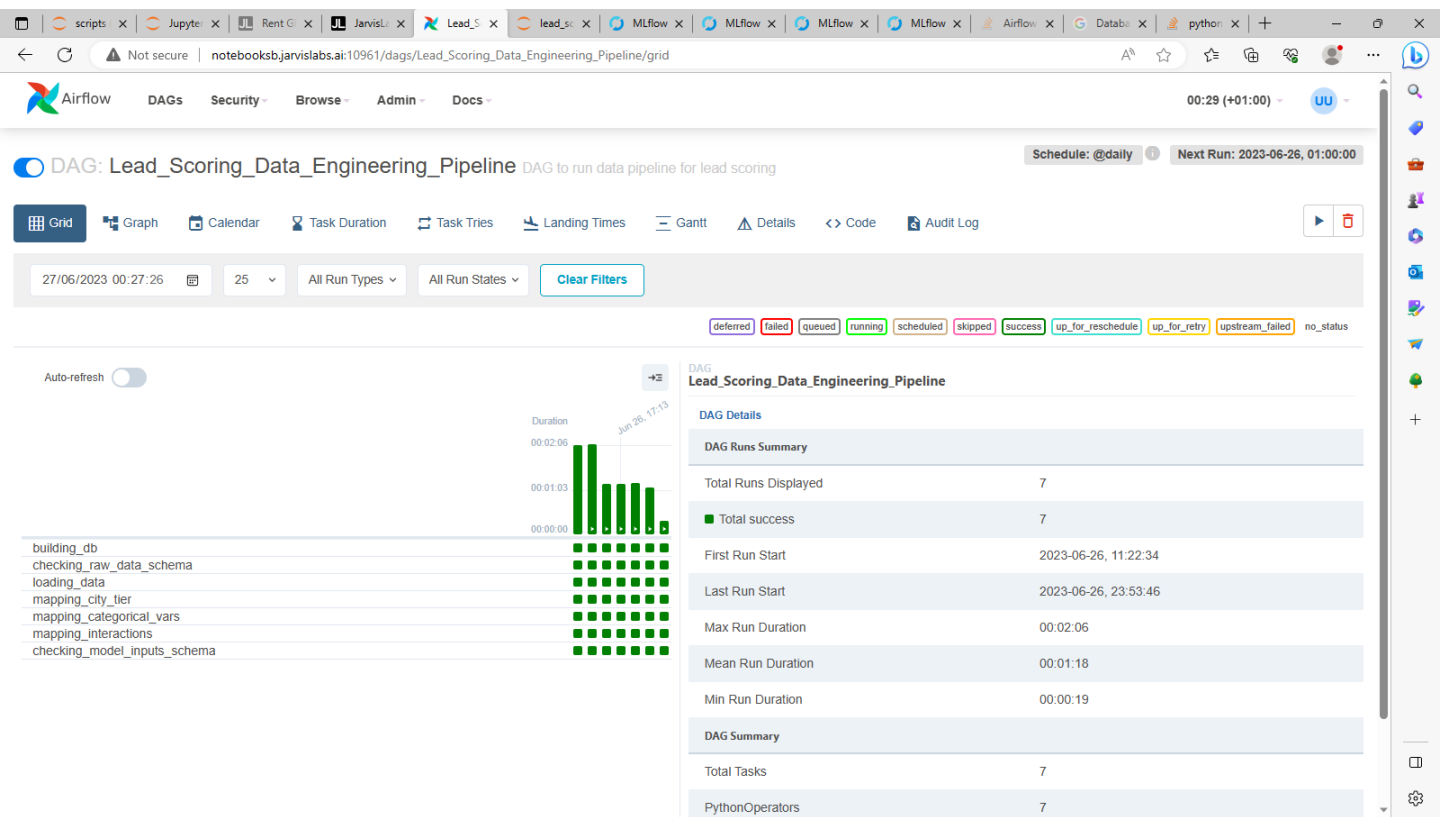 scripts
Jupyte
Rent G
JarvisLa
Lead_S
lead_sc
MLflow
MLflow
MLflow
MLflow
Airflow
Databa
python
Not secure
notebooksb.jarvislabs.ai:10961/dags/Lead_Scoring_Data_Engineering_Pipeline/grid
Airflow DAGs Security Browse Admin Docs 00:29 (+01:00) UU
DAG: Lead_Scoring_Data_Engineering_Pipeline DAG to run data pipeline for lead scoring
Schedule: @daily Next Run: 2023-06-26, 01:00:00
Grid Graph Calendar Task Duration Task Tries Landing Times Gantt Details <> Code Audit Log
27/06/2023 00:27:26 25 All Run Types All Run States Clear Filters
deferred failed queued running scheduled skipped success up_for_reschedule up_for_retry upstream_failed no_status
Auto-refresh
Duration
Jun 26, 17:13
00:02:06
00:01:03
00:00:00
building_db
checking_raw_data_schema
loading_data
mapping_city_tier
mapping_categorical_vars
mapping_interactions
checking_model_inputs_schema
DAG
Lead_Scoring_Data_Engineering_Pipeline
DAG Details
DAG Runs Summary
Total Runs Displayed 7
Total success 7
First Run Start 2023-06-26, 11:22:34
Last Run Start 2023-06-26, 23:53:46
Max Run Duration 00:02:06
Mean Run Duration 00:01:18
Min Run Duration 00:00:19
DAG Summary
Total Tasks 7
PythonOperators 7